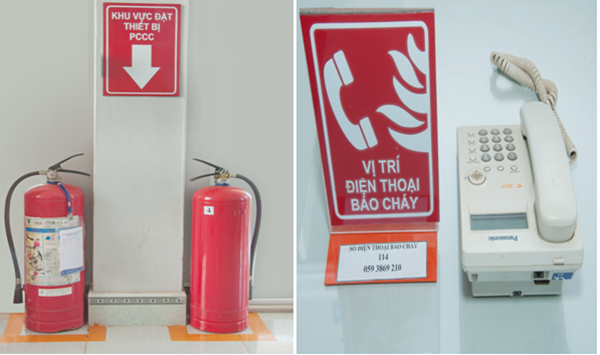 KHU VỰC ĐẶT
THIẾT BỊ
PCCC
4
VỊ TRÍ
ĐIỆN THOẠI
BÁO CHÁY
SỐ ĐIỆN THOẠI BÁO CHÁY
114
059 3869 210
Panasonic